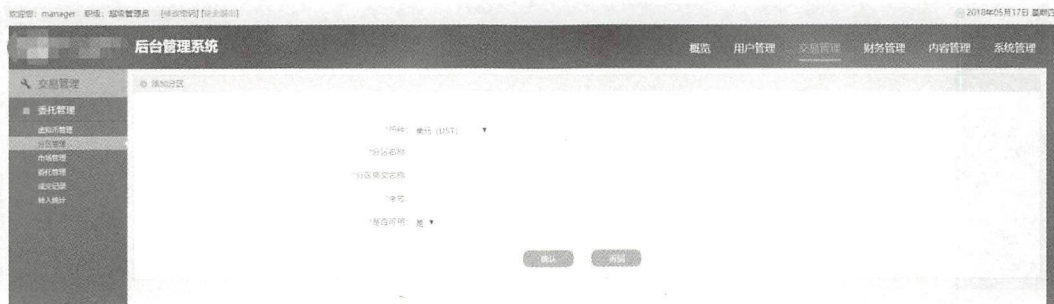 欢迎您：manager 职级：超级管理员 [修改密码] [安全退出]
2018年05月17日 星期四
后台管理系统
概览 用户管理 交易管理 财务管理 内容管理 系统管理
交易管理
添加分区
委托管理
虚拟币管理
分区管理
市场管理
委托管理
成交记录
转入统计
美元（UST）
*分区名称
*分区英文名称
*是否可用 是
确认 返回